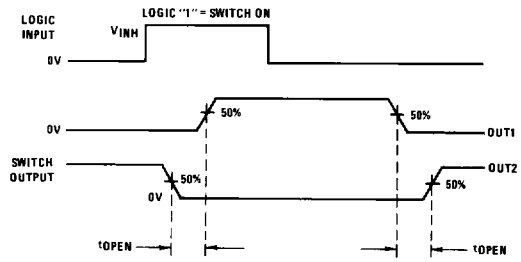 LOGIC "1" = SWITCH ON
LOGIC
INPUT
VINH
0V
50%
50%
0V
OUT1
SWITCH
OUTPUT
50%
0V
50%
OUT2
tOPEN
tOPEN